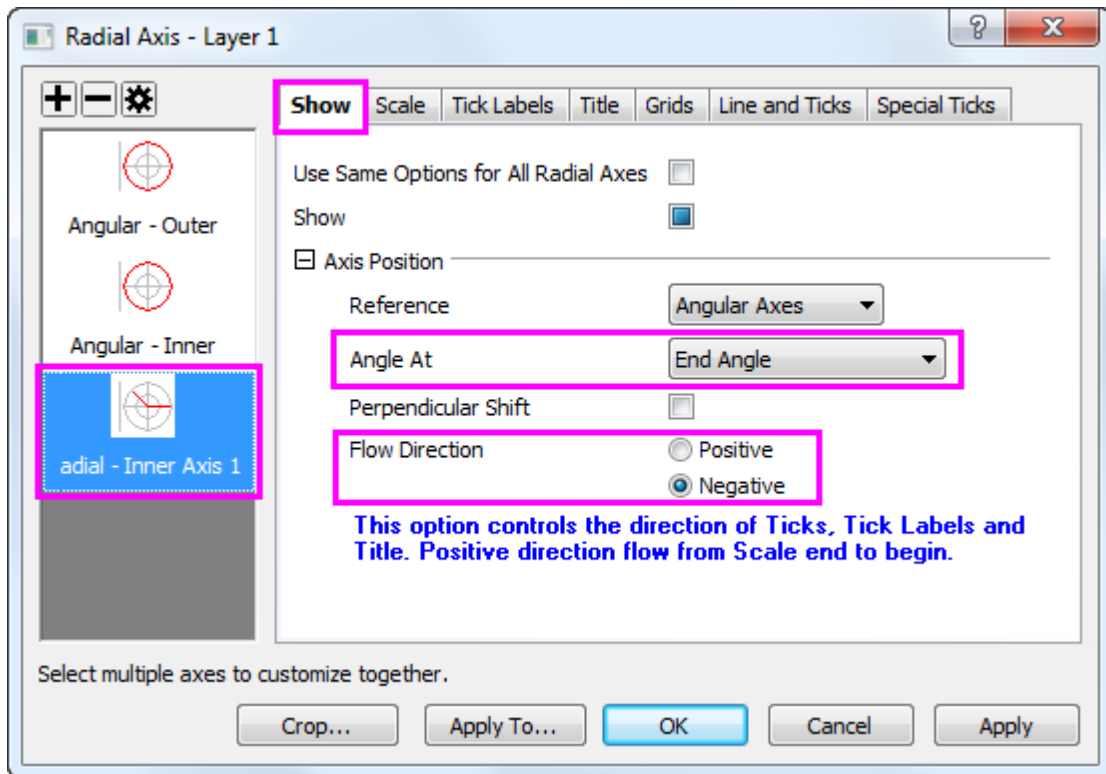 Radial Axis - Layer 1
Show Scale Tick Labels Title Grids Line and Ticks Special Ticks
Angular - Outer
Angular - Inner
adial - Inner Axis 1
Use Same Options for All Radial Axes
Show
Axis Position
Reference Angular Axes
Angle At End Angle
Perpendicular Shift
Flow Direction Positive
Negative
This option controls the direction of Ticks, Tick Labels and
Title. Positive direction flow from Scale end to begin.
Select multiple axes to customize together.
Crop... Apply To... OK Cancel Apply